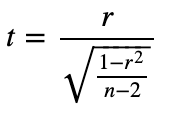 t = r / √((1−r²)/(n−2))